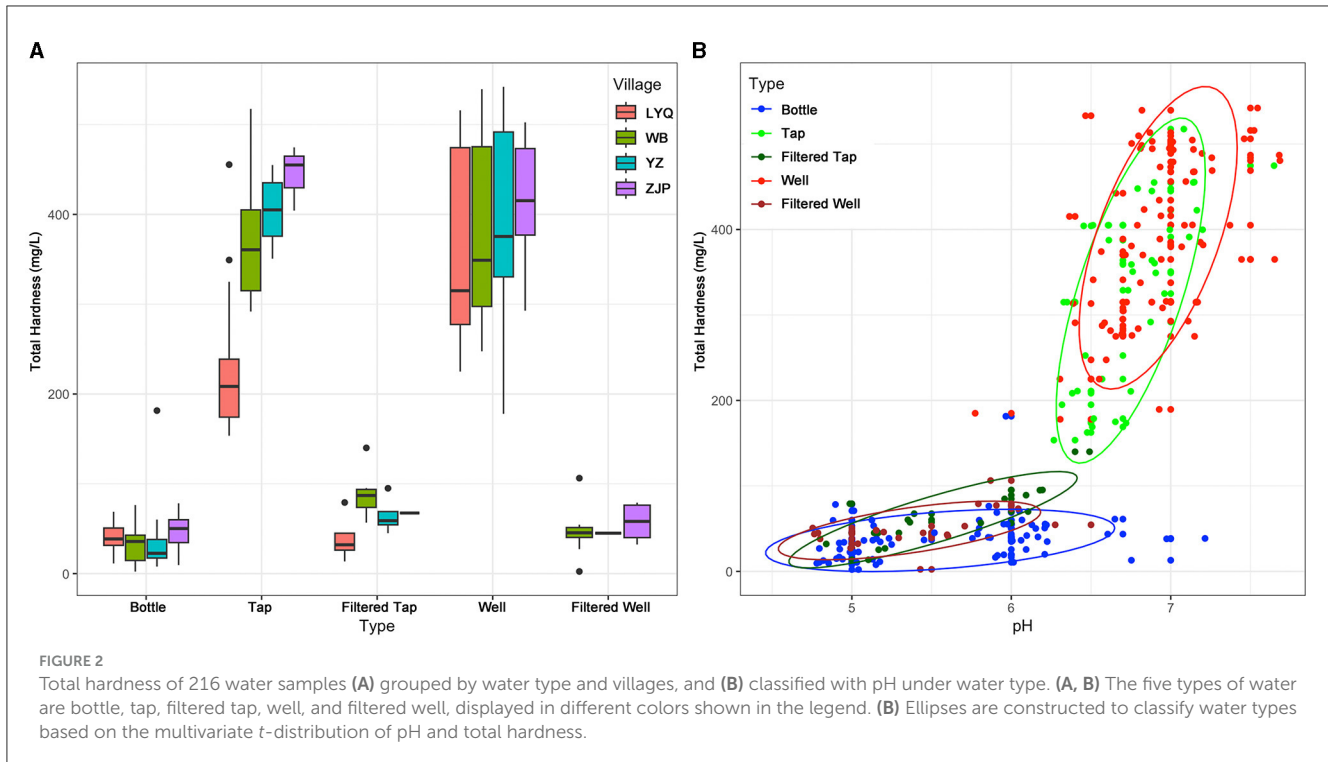 A
Total Hardness (mg/L)
400
200
0
Village
LYQ
WB
YZ
ZJP
Bottle
Tap
Filtered Tap
Well
Filtered Well
Type
B
Total Hardness (mg/L)
400
200
0
Type
Bottle
Tap
Filtered Tap
Well
Filtered Well
5
6
7
pH
FIGURE 2
Total hardness of 216 water samples (A) grouped by water type and villages, and (B) classified with pH under water type. (A, B) The five types of water
are bottle, tap, filtered tap, well, and filtered well, displayed in different colors shown in the legend. (B) Ellipses are constructed to classify water types
based on the multivariate t-distribution of pH and total hardness.